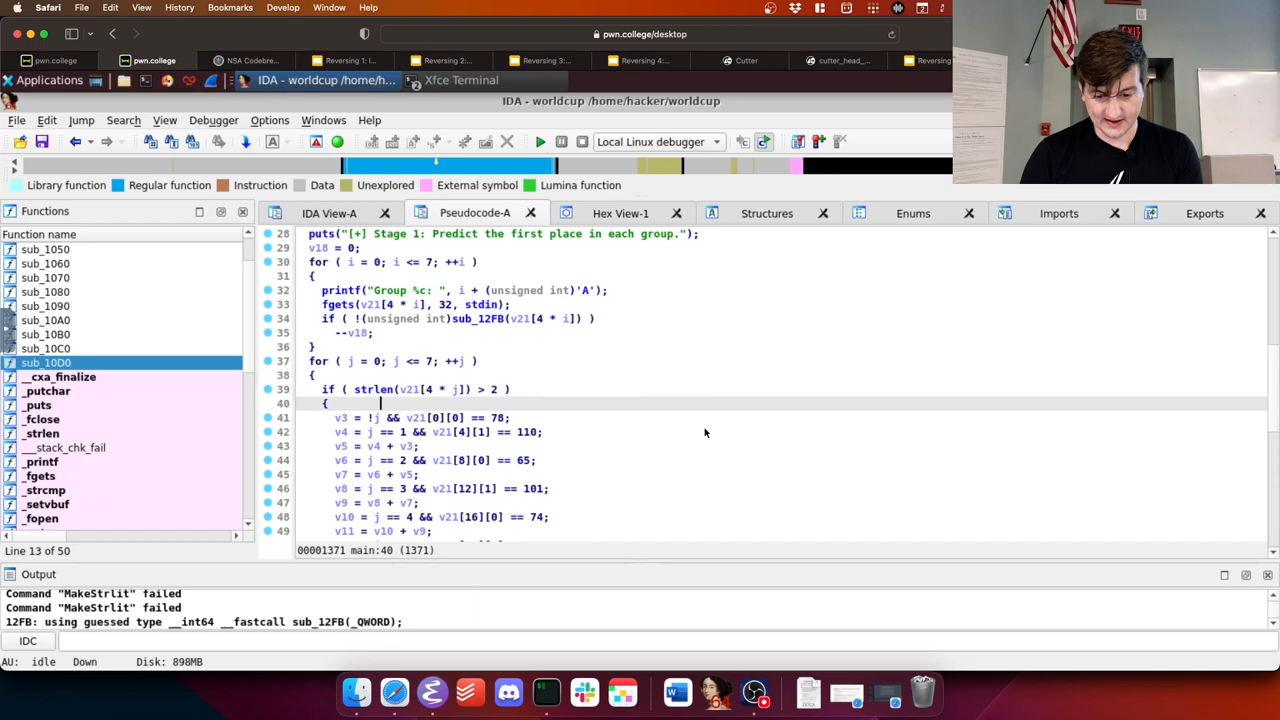 Safari File Edit View History Bookmarks Develop Window Help
pwn.college/desktop
pwn.college
pwn.college
NSA Codebre...
Reversing 1: I...
Reversing 2:...
Reversing 3:...
Reversing 4:...
Cutter
cutter_head_...
Reversing
EXIT
Applications
IDA - worldcup /home/h...
Xfce Terminal
IDA - worldcup /home/hacker/worldcup
File Edit Jump Search View Debugger Options Windows Help
Local Linux debugger
Library function Regular function Instruction Data Unexplored External symbol Lumina function
Functions
IDA View-A
Pseudocode-A
Hex View-1
Structures
Enums
Imports
Exports
Function name
sub_1050
sub_1060
sub_1070
sub_1080
sub_1090
sub_10A0
sub_10B0
sub_10C0
sub_10D0
__cxa_finalize
_putchar
_puts
_fclose
_strlen
___stack_chk_fail
_printf
_fgets
_strcmp
_setvbuf
_fopen
Line 13 of 50
28 puts("[+] Stage 1: Predict the first place in each group.");
29 v18 = 0;
30 for ( i = 0; i <= 7; ++i )
31 {
32 printf("Group %c: ", i + (unsigned int)'A');
33 fgets(v21[4 * i], 32, stdin);
34 if ( !(unsigned int)sub_12FB(v21[4 * i]) )
35 --v18;
36 }
37 for ( j = 0; j <= 7; ++j )
38 {
39 if ( strlen(v21[4 * j]) > 2 )
40 {
41 v3 = !j && v21[0][0] == 78;
42 v4 = j == 1 && v21[4][1] == 110;
43 v5 = v4 + v3;
44 v6 = j == 2 && v21[8][0] == 65;
45 v7 = v6 + v5;
46 v8 = j == 3 && v21[12][1] == 101;
47 v9 = v8 + v7;
48 v10 = j == 4 && v21[16][0] == 74;
49 v11 = v10 + v9;
00001371 main:40 (1371)
Output
Command "MakeStrlit" failed
Command "MakeStrlit" failed
12FB: using guessed type __int64 __fastcall sub_12FB(_QWORD);
IDC
AU: idle Down Disk: 898MB